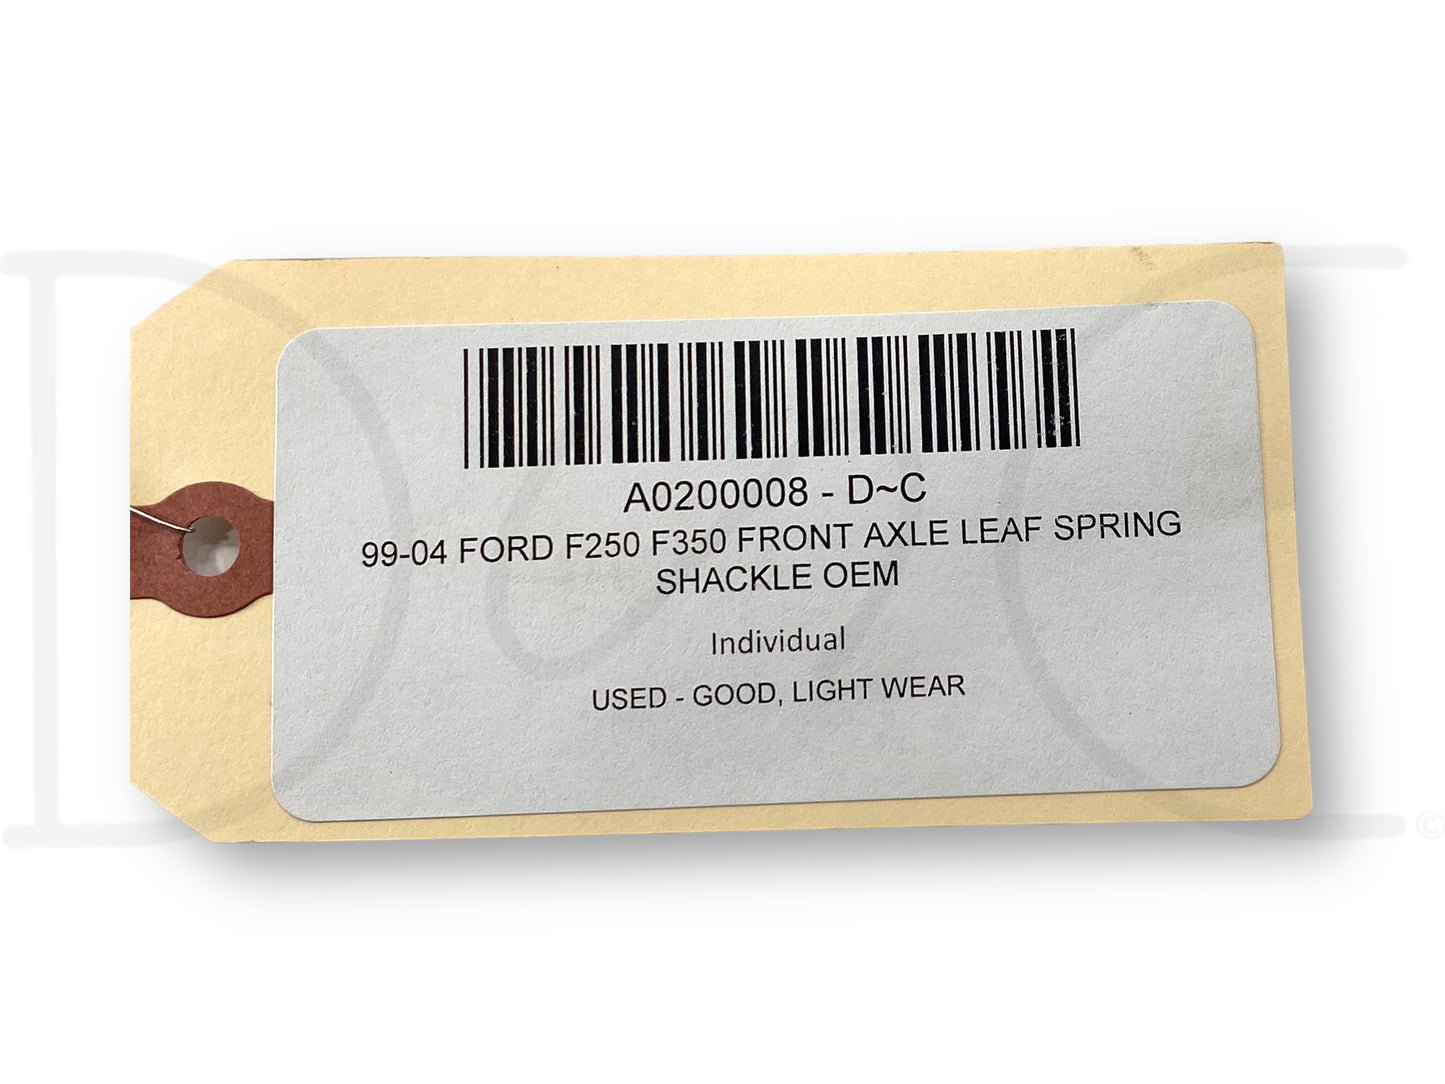 A0200008 - D~C
99-04 FORD F250 F350 FRONT AXLE LEAF SPRING
SHACKLE OEM
Individual
USED - GOOD, LIGHT WEAR
D C ©